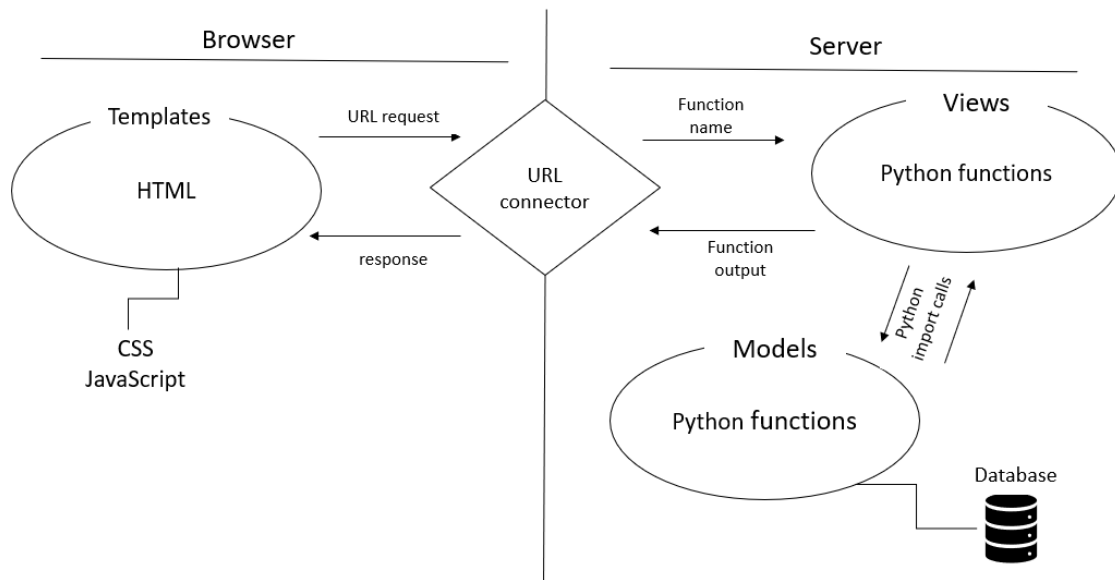 Browser
Server
Templates
HTML
URL request
response
CSS
JavaScript
URL
connector
Function
name
Function
output
Views
Python functions
Python
import calls
Models
Python functions
Database